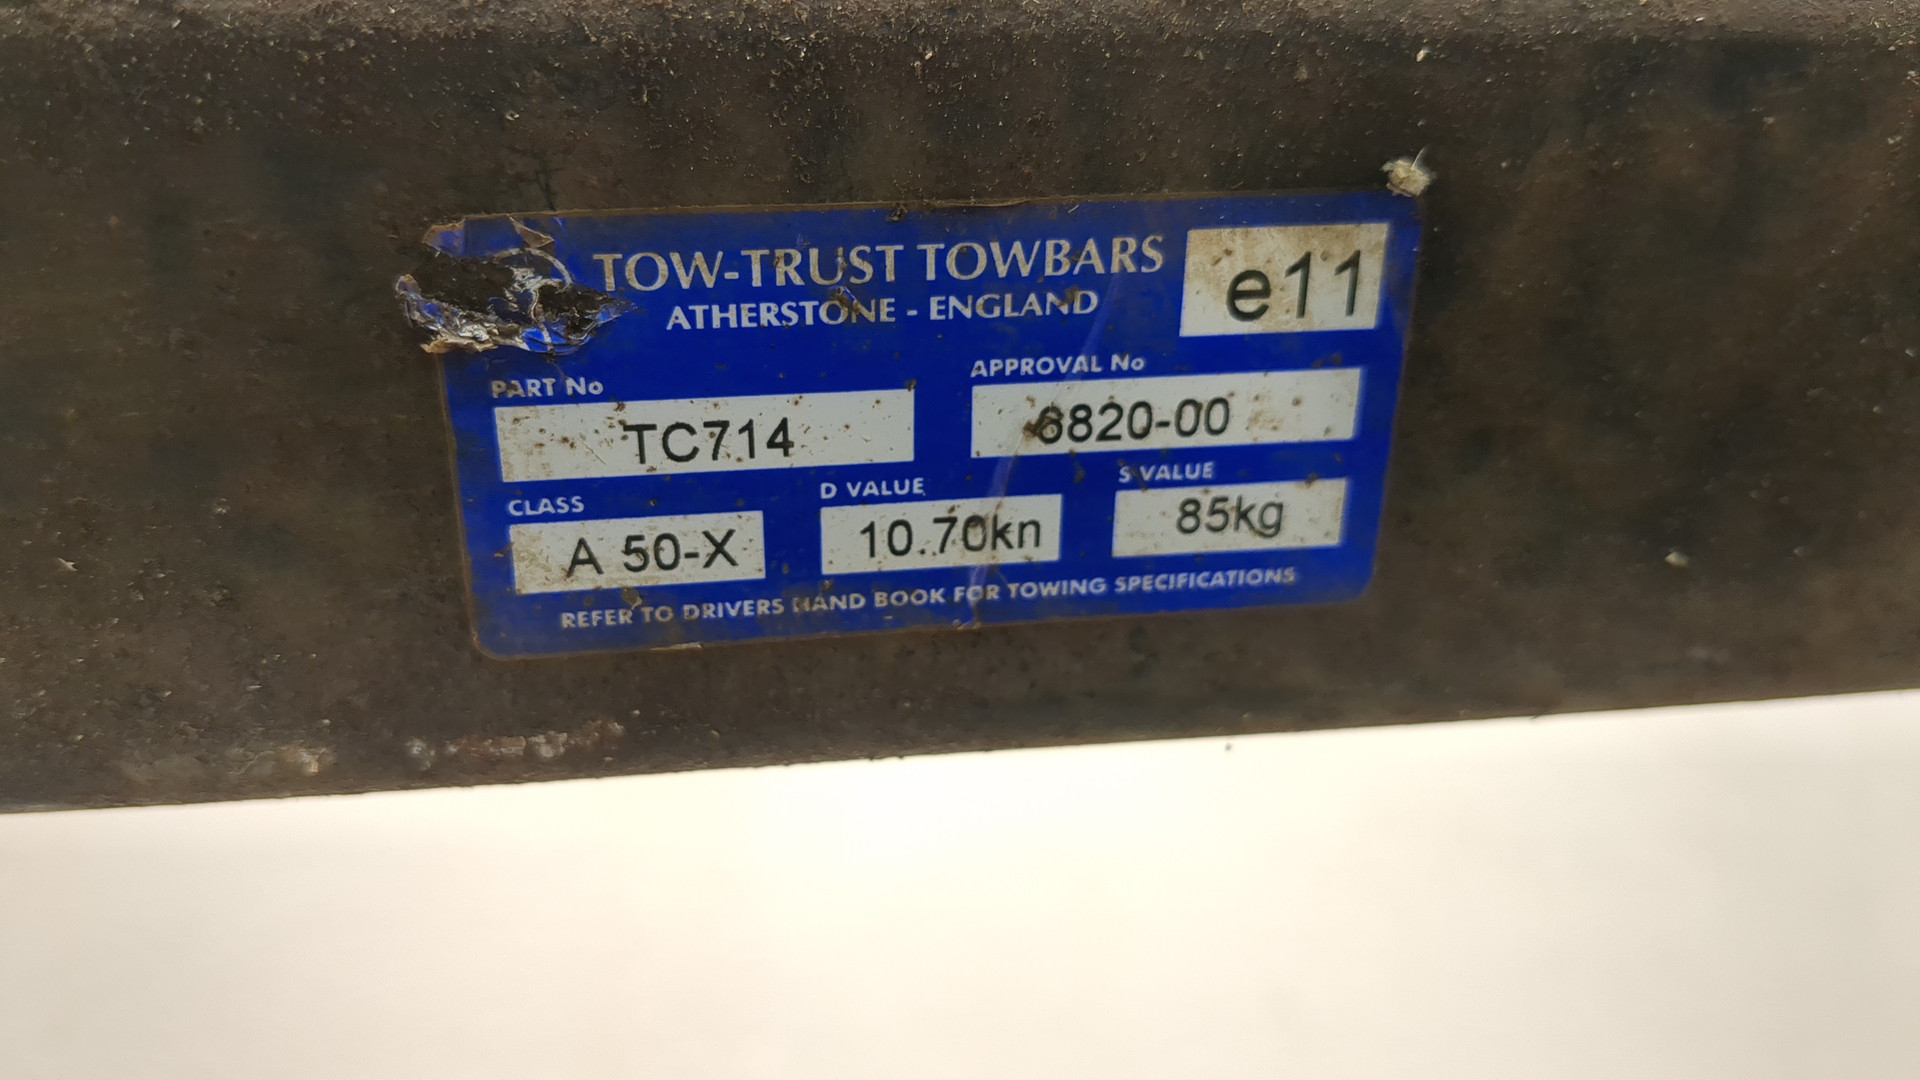 TOW-TRUST TOWBARS
ATHERSTONE - ENGLAND
e11
PART No
APPROVAL No
TC714
6820-00
CLASS
D VALUE
S VALUE
A 50-X
10.70kn
85kg
REFER TO DRIVERS HAND BOOK FOR TOWING SPECIFICATIONS